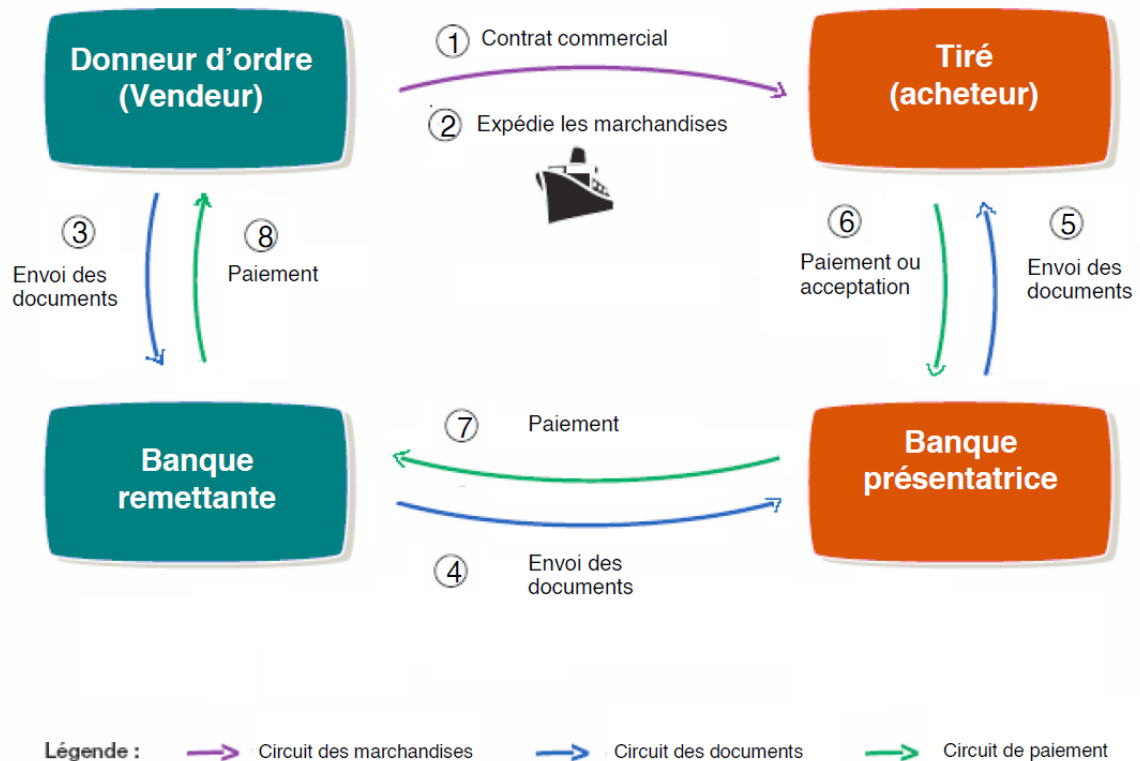 Donneur d'ordre
(Vendeur)
① Contrat commercial
② Expédie les marchandises
Tiré
(acheteur)
③
Envoi des
documents
⑧
Paiement
⑥
Paiement ou
acceptation
⑤
Envoi des
documents
Banque
remettante
⑦ Paiement
④ Envoi des
documents
Banque
présentatrice
Légende : Circuit des marchandises Circuit des documents Circuit de paiement